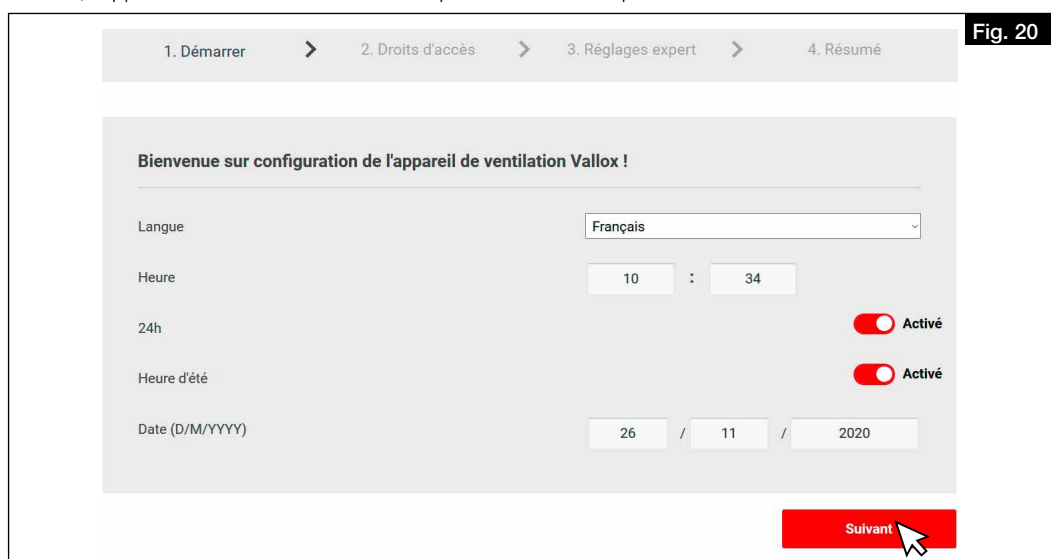 Fig. 20
1. Démarrer > 2. Droits d'accès > 3. Réglages expert > 4. Résumé
Bienvenue sur configuration de l'appareil de ventilation Vallox !
Langue Français
Heure 10 : 34
24h Activé
Heure d'été Activé
Date (D/M/YYYY) 26 / 11 / 2020
Suivant